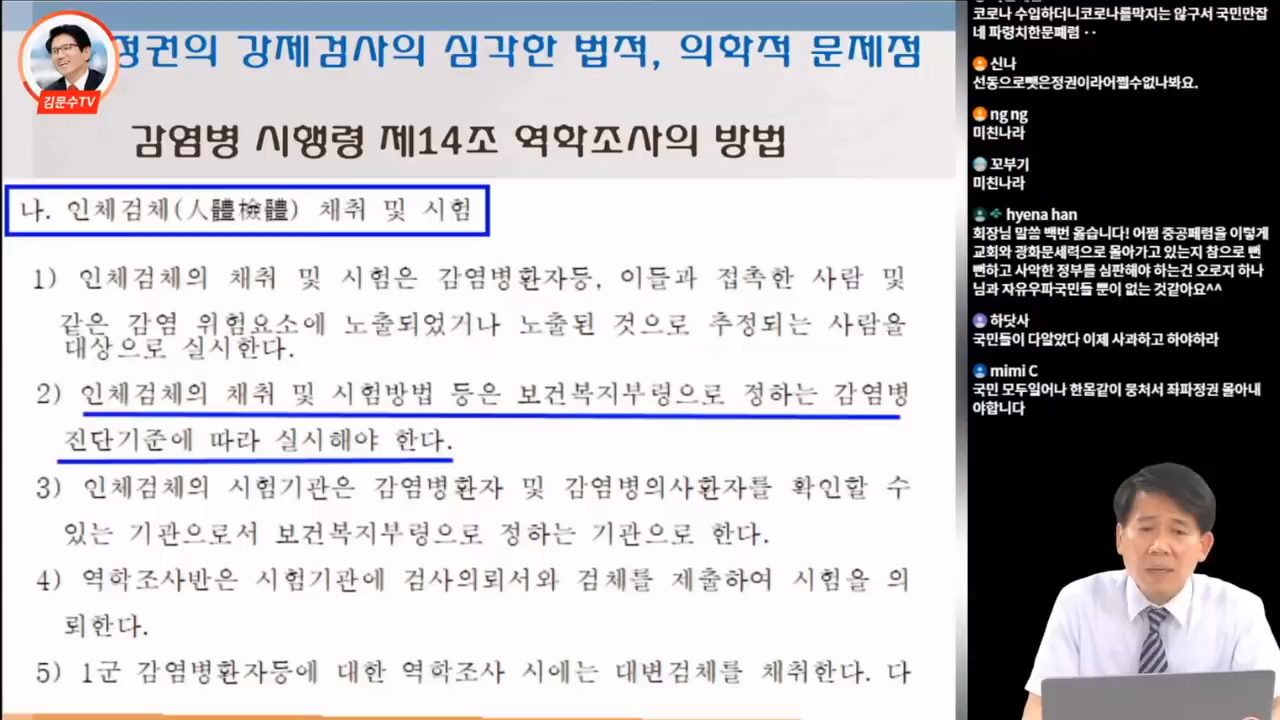 정권의 강제검사의 심각한 법적, 의학적 문제점
김문수TV
감염병 시행령 제14조 역학조사의 방법
나. 인체검체(人體檢體) 채취 및 시험
1) 인체검체의 채취 및 시험은 감염병환자등, 이들과 접촉한 사람 및
같은 감염 위험요소에 노출되었거나 노출된 것으로 추정되는 사람을
대상으로 실시한다.
2) 인체검체의 채취 및 시험방법 등은 보건복지부령으로 정하는 감염병
진단기준에 따라 실시해야 한다.
3) 인체검체의 시험기관은 감염병환자 및 감염병의사환자를 확인할 수
있는 기관으로서 보건복지부령으로 정하는 기관으로 한다.
4) 역학조사반은 시험기관에 검사의뢰서와 검체를 제출하여 시험을 의
뢰한다.
5) 1군 감염병환자등에 대한 역학조사 시에는 대변검체를 채취한다. 다
코로나 수입하더니코로나를막지는 않구서 국민만잡
네 파령치한문폐렴 ··
신나
선동으로뺏은정권이라어쩔수없나봐요.
ng ng
미친나라
꼬부기
미친나라
hyena han
회장님 말씀 백번 옳습니다! 어쩜 중공폐렴을 이렇게
교회와 광화문세력으로 몰아가고 있는지 참으로 뻔
뻔하고 사악한 정부를 심판해야 하는건 오로지 하나
님과 자유우파국민들 뿐이 없는 것같아요^^
하닷사
국민들이 다알았다 이제 사과하고 하야하라
mimi C
국민 모두일어나 한몸같이 뭉쳐서 좌파정권 몰아내
야합니다